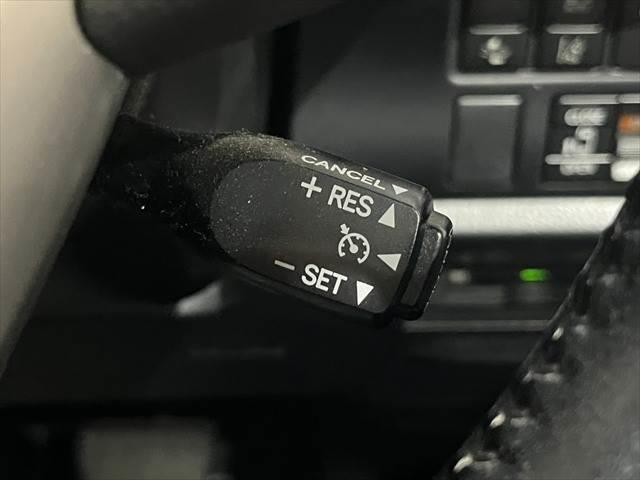 CANCEL ▼
+ RES ▲
◀
− SET ▼